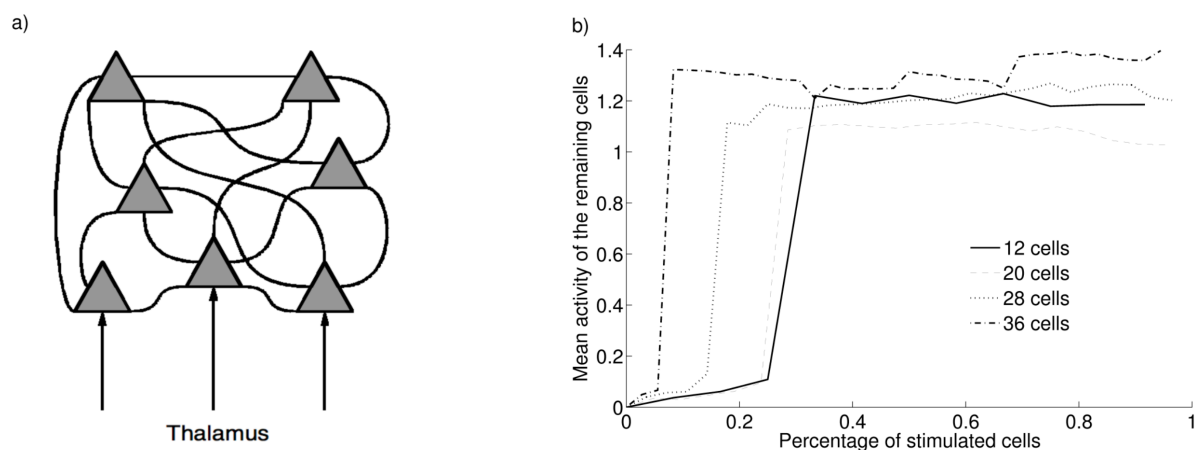 a)
Thalamus
b)
Mean activity of the remaining cells
1.4
1.2
1
0.8
0.6
0.4
0.2
0
0 0.2 0.4 0.6 0.8 1
Percentage of stimulated cells
12 cells
20 cells
28 cells
36 cells